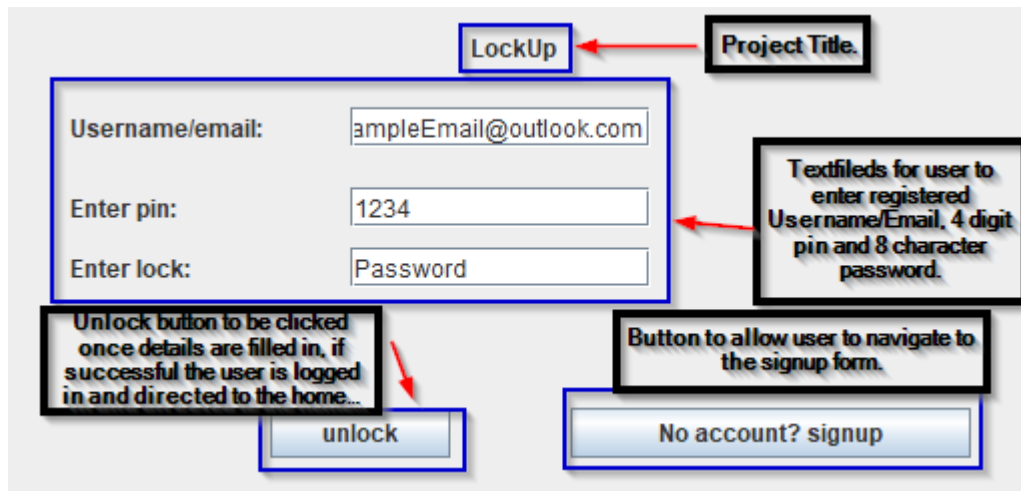 LockUp
Project Title.
Username/email:
ampleEmail@outlook.com
Enter pin:
1234
Enter lock:
Password
Textfileds for user to
enter registered
Username/Email, 4 digit
pin and 8 character
password.
Unlock button to be clicked
once details are filled in, if
successful the user is logged
in and directed to the home...
Button to allow user to navigate to
the signup form.
unlock
No account? signup